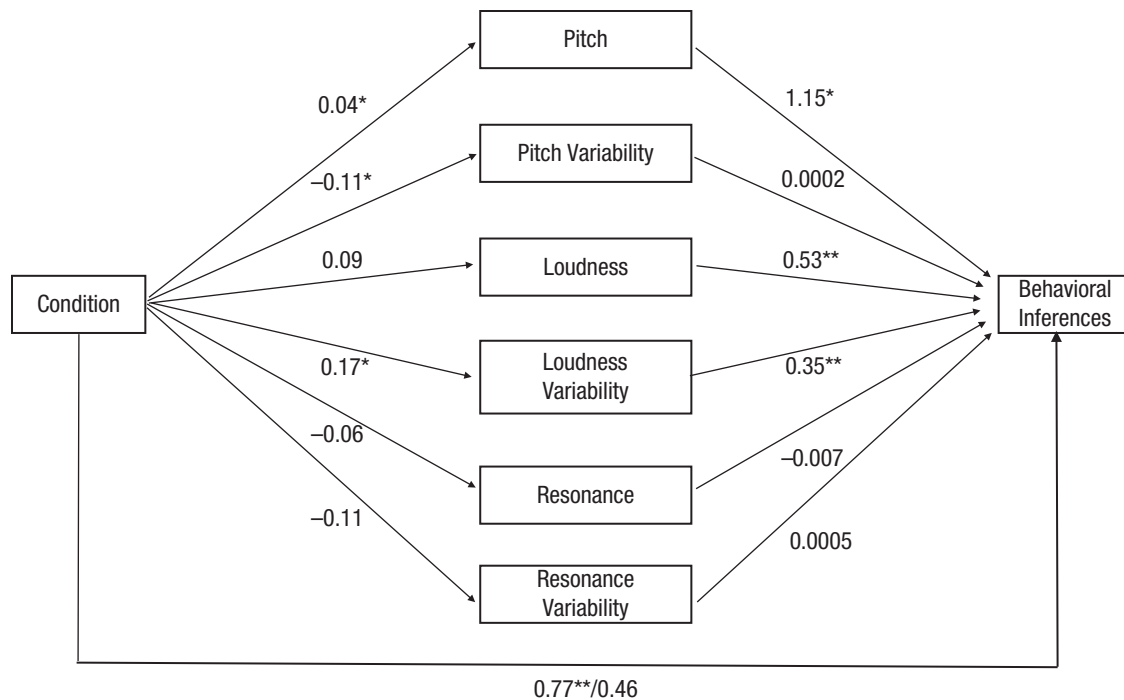 Pitch
0.04*
1.15*
Pitch Variability
–0.11*
0.0002
0.09
Loudness
0.53**
Condition
Behavioral
Inferences
0.17*
Loudness
Variability
0.35**
–0.06
Resonance
–0.007
–0.11
0.0005
Resonance
Variability
0.77**/0.46